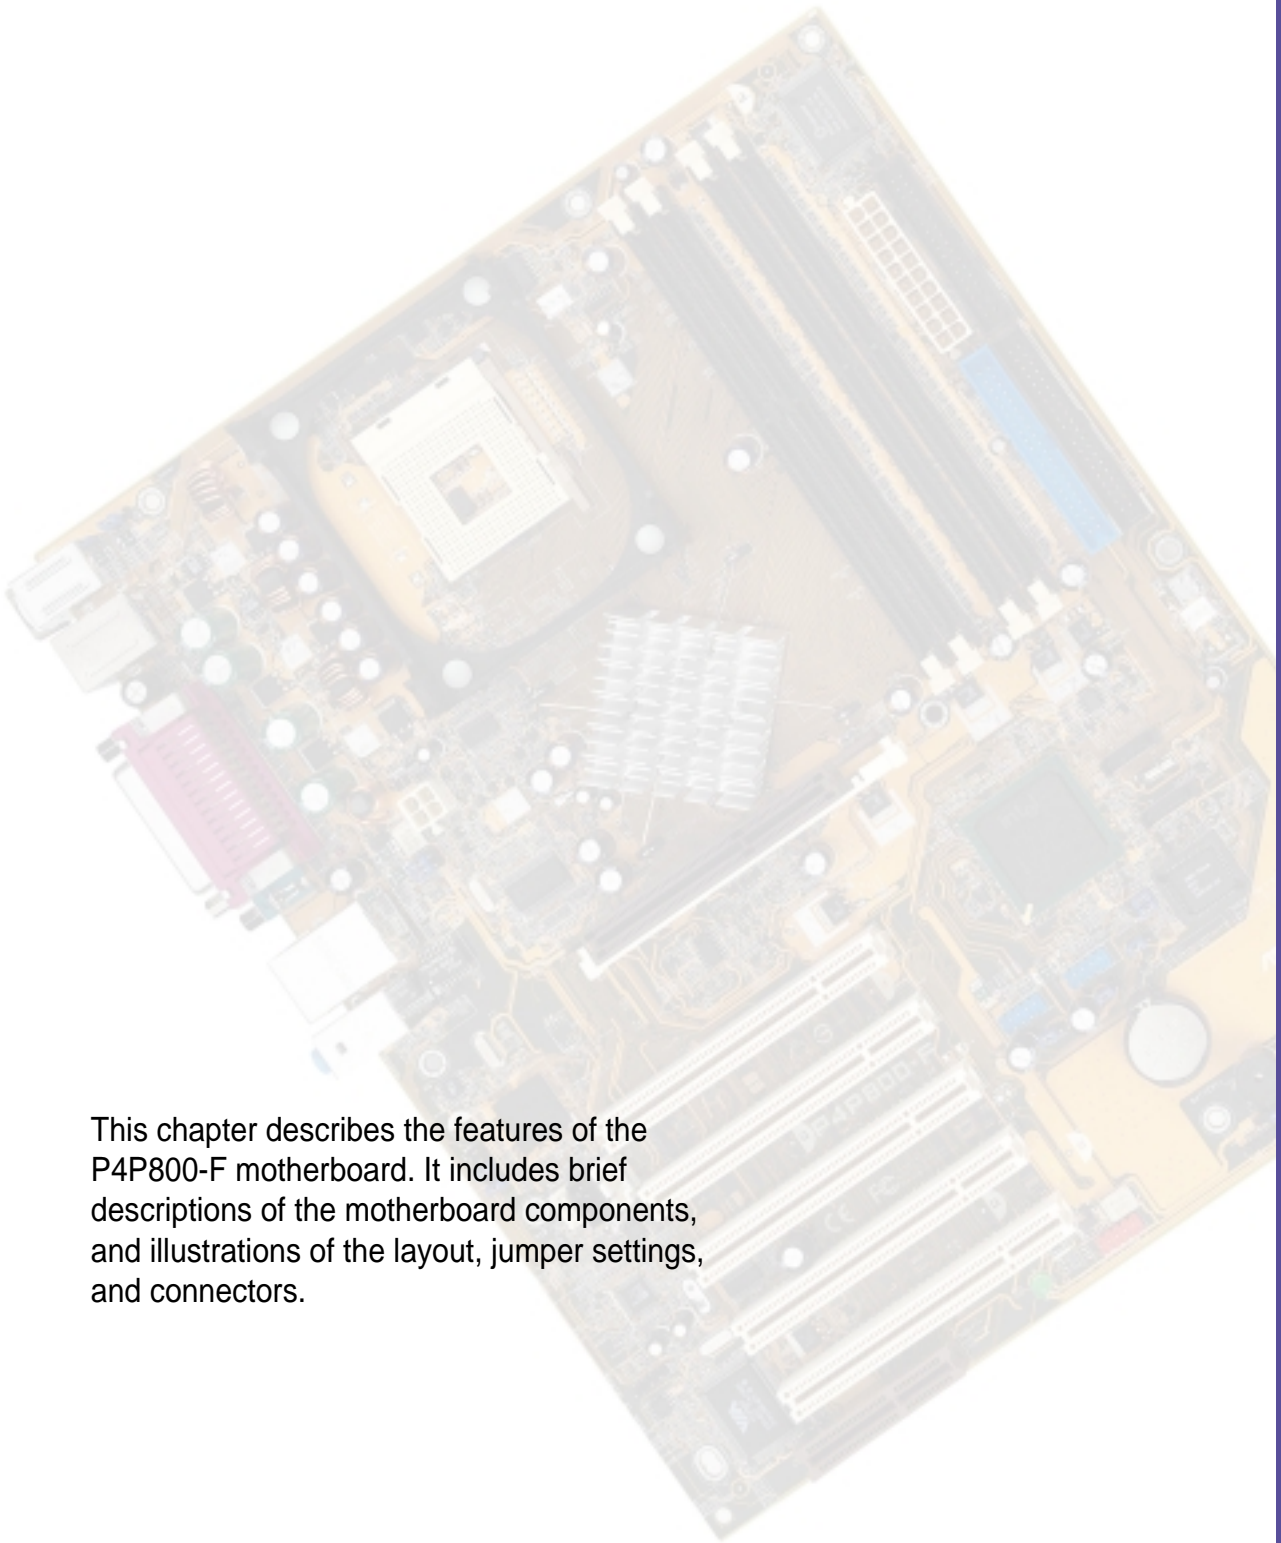 This chapter describes the features of the
P4P800-F motherboard. It includes brief
descriptions of the motherboard components,
and illustrations of the layout, jumper settings,
and connectors.
P4P800-F